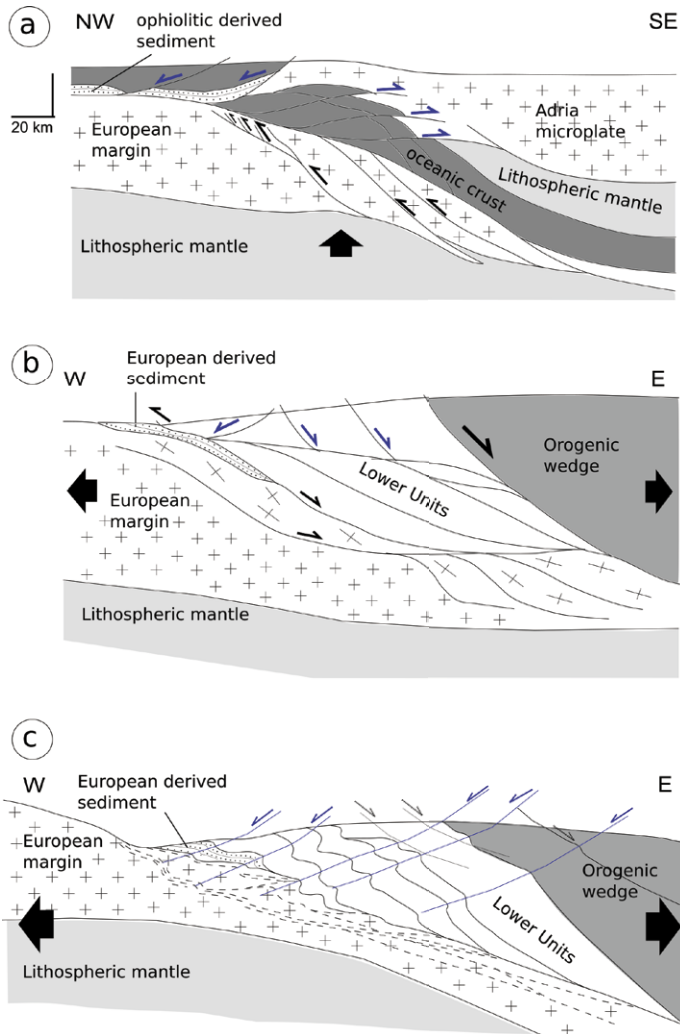 a
NW
SE
ophiolitic derived
sediment
20 km
European
margin
Adria
microplate
oceanic crust
Lithospheric
mantle
Lithospheric mantle
b
W
E
European derived
sediment
Orogenic
wedge
Lower Units
European
margin
Lithospheric mantle
c
W
E
European derived
sediment
European
margin
Orogenic
wedge
Lower Units
Lithospheric mantle